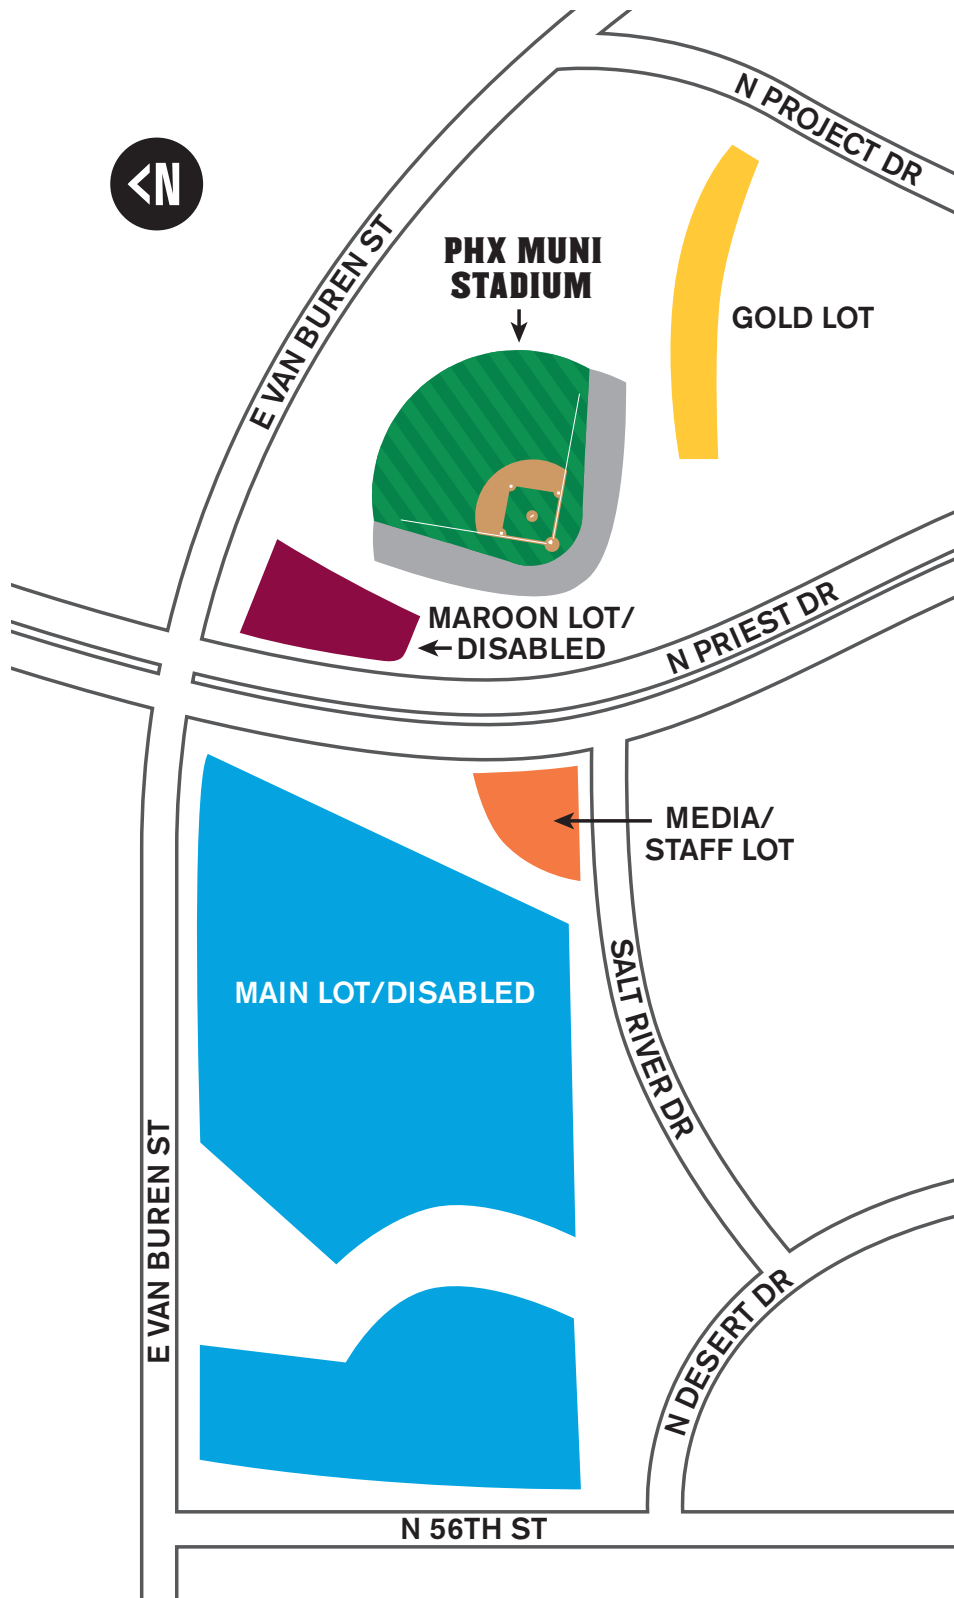 N PROJECT DR
<N
E VAN BUREN ST
PHX MUNI
STADIUM
GOLD LOT
MAROON LOT/
DISABLED
N PRIEST DR
MEDIA/
STAFF LOT
MAIN LOT/DISABLED
SALT RIVER DR
E VAN BUREN ST
N DESERT DR
N 56TH ST